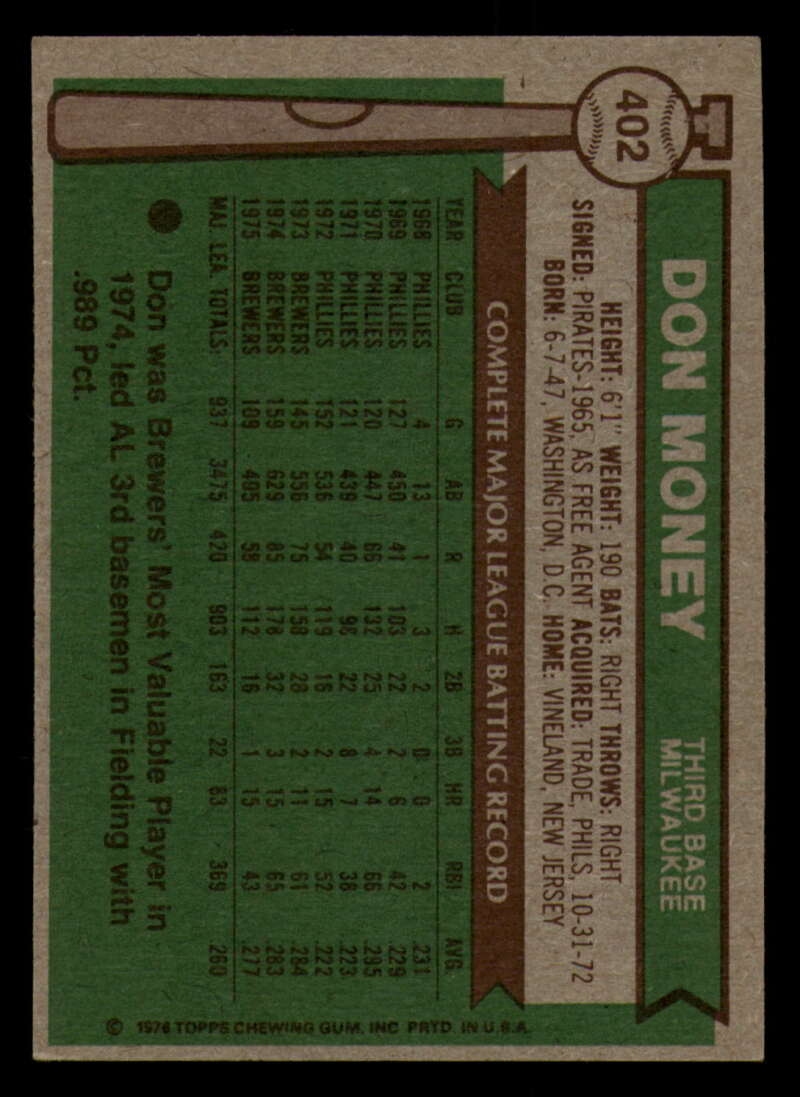 402
DON MONEY
THIRD BASE
MILWAUKEE
HEIGHT: 6'1" WEIGHT: 190 BATS: RIGHT THROWS: RIGHT
SIGNED: PIRATES-1965, AS FREE AGENT ACQUIRED: TRADE, PHILS, 10-31-72
BORN: 6-7-47, WASHINGTON, D.C. HOME: VINELAND, NEW JERSEY
COMPLETE MAJOR LEAGUE BATTING RECORD
YEAR CLUB G AB R H 2B 3B HR RBI AVG.
1968 PHILLIES 4 13 1 3 2 0 0 2 .231
1969 PHILLIES 127 450 41 103 22 2 6 42 .229
1970 PHILLIES 120 447 66 132 25 4 14 66 .295
1971 PHILLIES 121 439 40 98 22 8 7 38 .223
1972 PHILLIES 152 536 54 119 16 2 15 52 .222
1973 BREWERS 145 556 75 158 28 2 11 61 .284
1974 BREWERS 159 629 85 178 32 3 15 65 .283
1975 BREWERS 109 405 58 112 16 1 15 43 .277
MAJ. LEA. TOTALS: 937 3475 420 903 163 22 83 369 .260
Don was Brewers' Most Valuable Player in
1974, led A.L. 3rd basemen in Fielding with
.989 Pct.
© 1976 TOPPS CHEWING GUM, INC. PRTD. IN U.S.A.